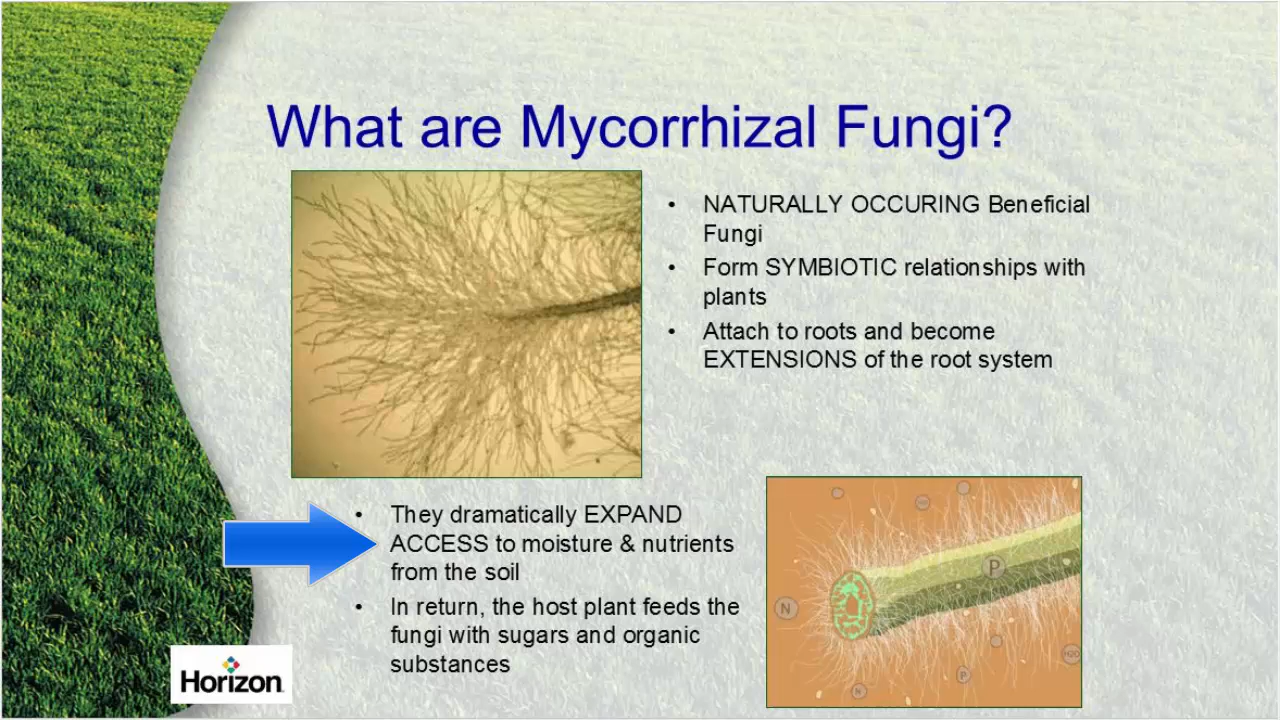 What are Mycorrhizal Fungi?
• NATURALLY OCCURING Beneficial
Fungi
• Form SYMBIOTIC relationships with
plants
• Attach to roots and become
EXTENSIONS of the root system
• They dramatically EXPAND
ACCESS to moisture & nutrients
from the soil
• In return, the host plant feeds the
fungi with sugars and organic
substances
P
N
H2O
P
N
Horizon